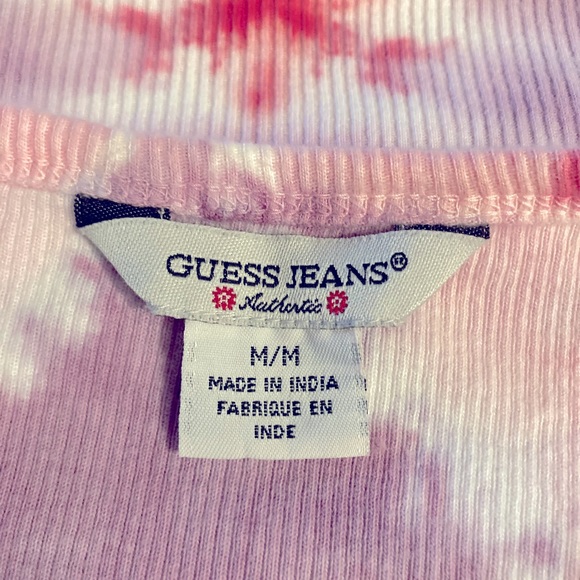 GUESS JEANS®
Authentic
M/M
MADE IN INDIA
FABRIQUE EN
INDE